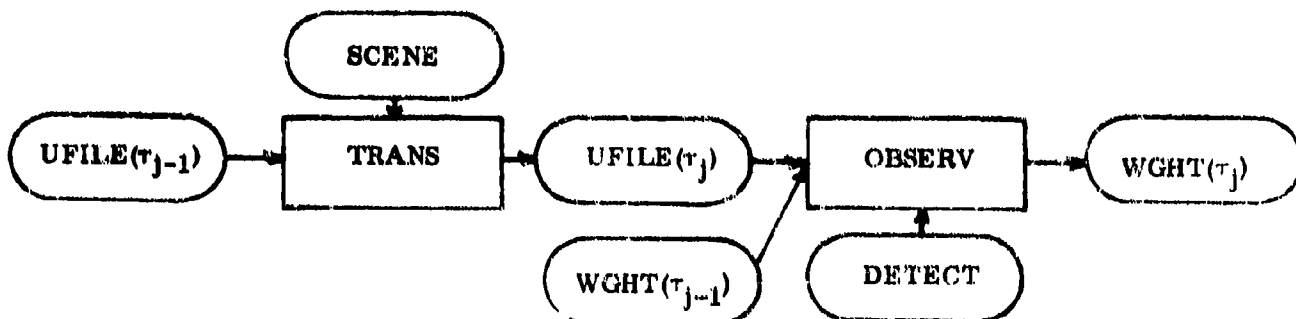 SCENE
UFILE(τj-1)
TRANS
UFILE(τj)
OBSERV
WGHT(τj)
WGHT(τj-1)
DETECT